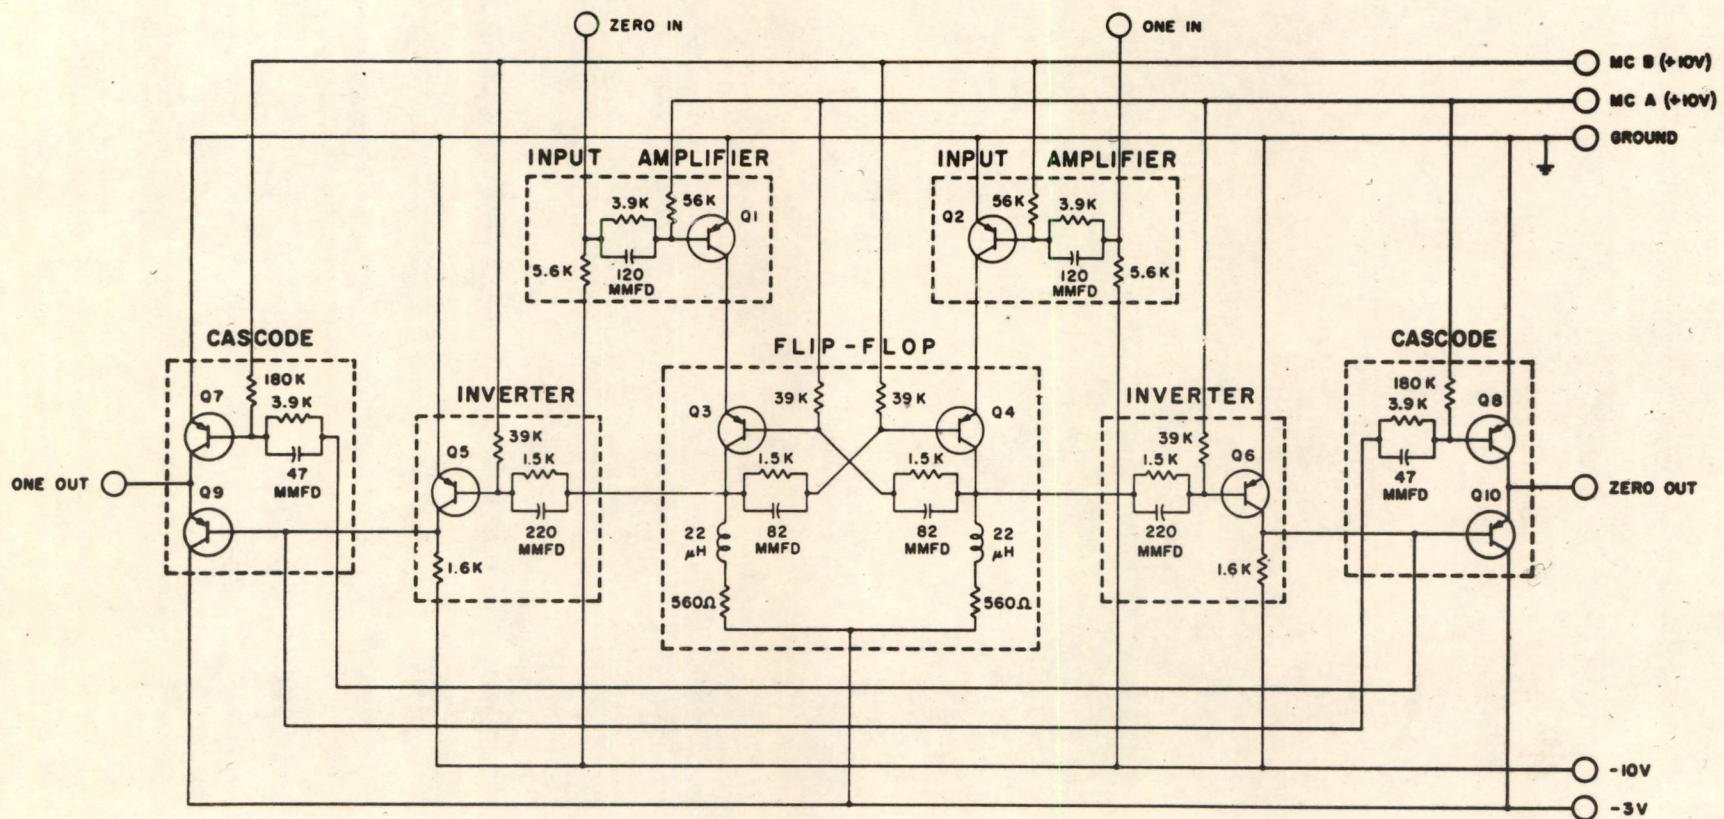 ZERO IN
ONE IN
MC B (+10V)
MC A (+10V)
GROUND
INPUT AMPLIFIER
INPUT AMPLIFIER
3.9K
56K
Q1
5.6K
120
MMFD
Q2
56K
3.9K
120
MMFD
5.6K
CASCODE
Q7
180K
3.9K
47
MMFD
Q9
ONE OUT
INVERTER
Q5
39K
1.5K
220
MMFD
1.6K
FLIP-FLOP
Q3
39K
39K
Q4
1.5K
1.5K
82
MMFD
82
MMFD
22
μH
22
μH
560Ω
560Ω
INVERTER
39K
1.5K
Q6
220
MMFD
1.6K
CASCODE
180K
3.9K
Q8
47
MMFD
Q10
ZERO OUT
-10V
-3V